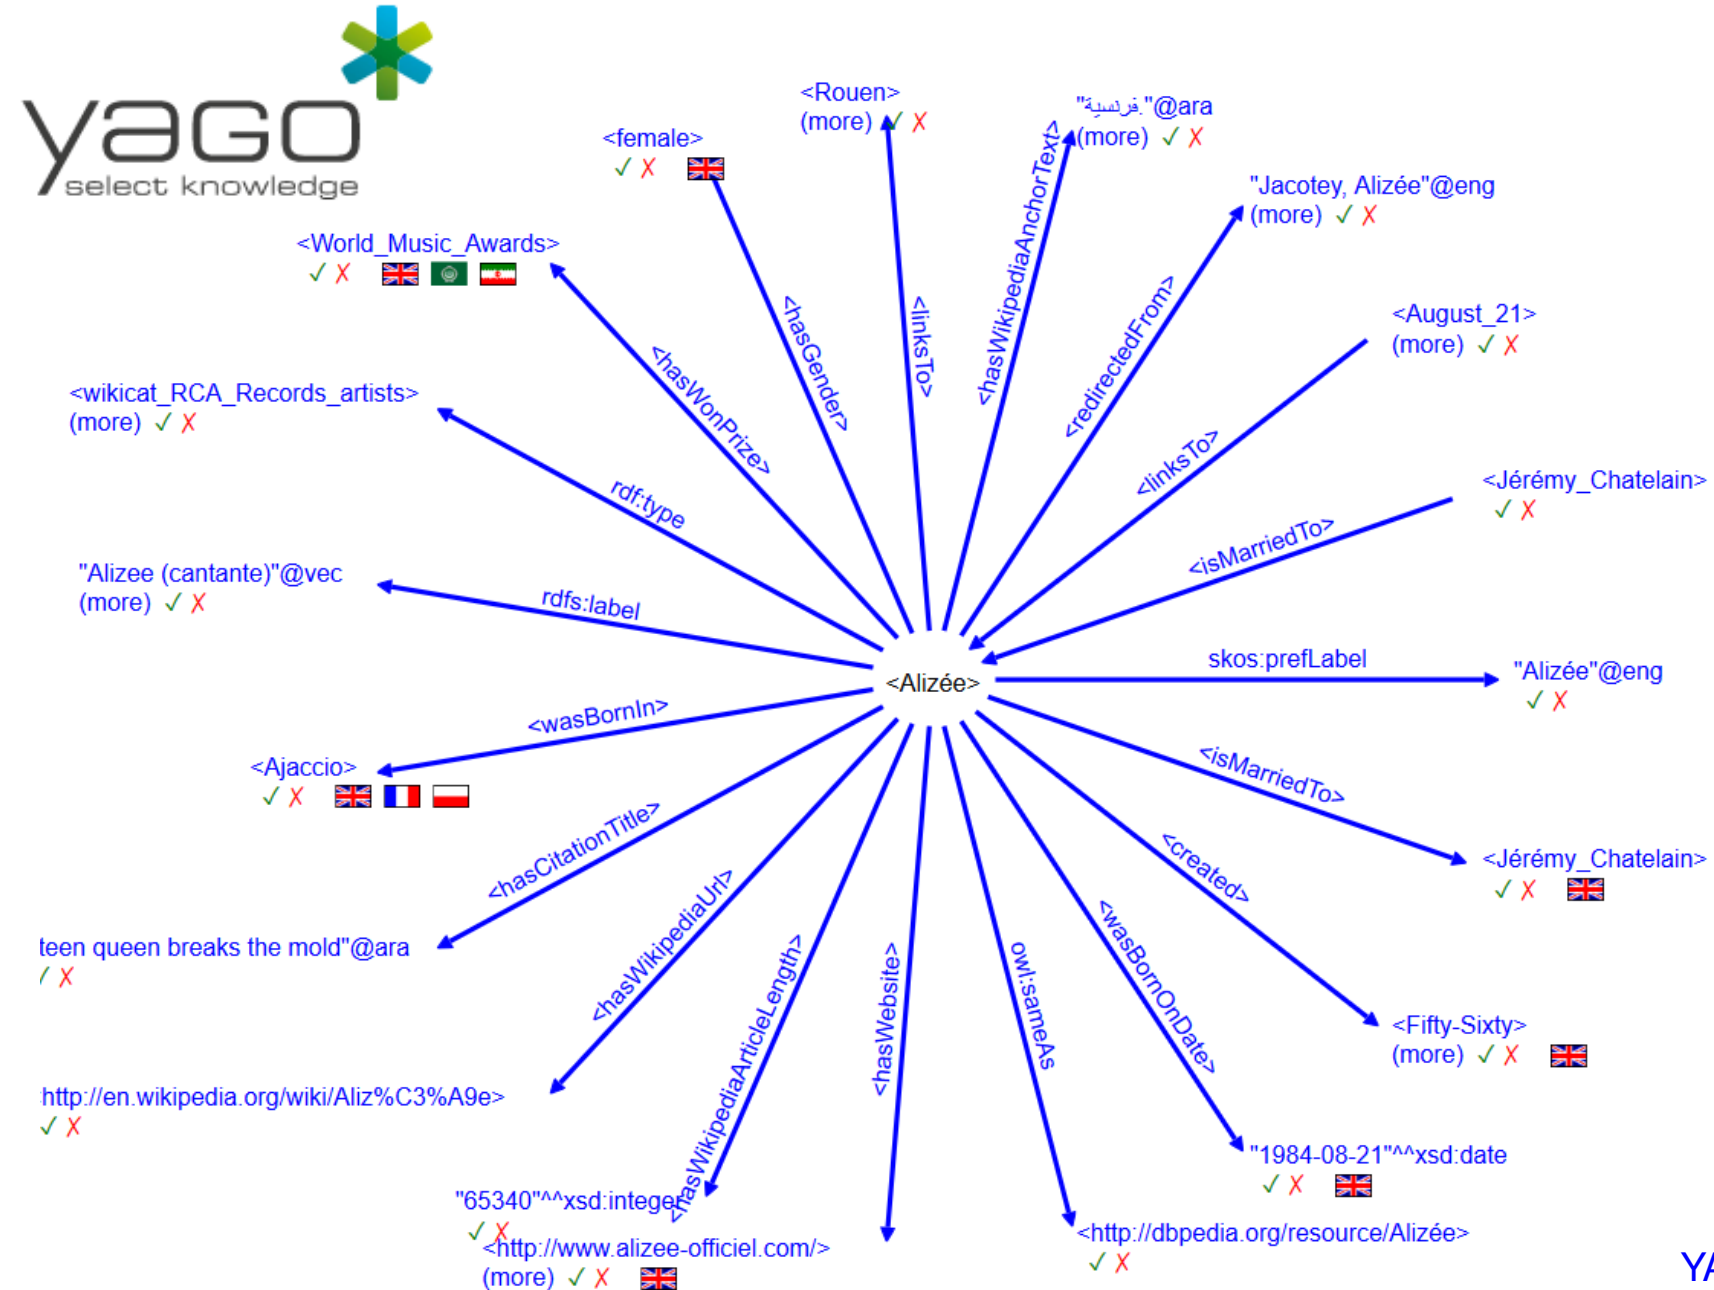 yago
select knowledge
<Rouen>
(more) ✓ X
"فرنسية."@ara
(more) ✓ X
<female>
✓ X
"Jacotey, Alizée"@eng
(more) ✓ X
<World_Music_Awards>
✓ X
<August_21>
(more) ✓ X
<wikicat_RCA_Records_artists>
(more) ✓ X
<Jérémy_Chatelain>
✓ X
"Alizee (cantante)"@vec
(more) ✓ X
<hasWonPrize>
<hasGender>
<linksTo>
<hasWikipediaAnchorText>
<redirectedFrom>
<linksTo>
<isMarriedTo>
rdf:type
rdfs:label
skos:prefLabel
<Alizée>
"Alizée"@eng
✓ X
<wasBornIn>
<Ajaccio>
✓ X
<isMarriedTo>
<Jérémy_Chatelain>
✓ X
<hasCitationTitle>
<created>
teen queen breaks the mold"@ara
✓ X
<hasWikipediaUrl>
<hasWikipediaArticleLength>
<hasWebsite>
owl:sameAs
<wasBornOnDate>
<Fifty-Sixty>
(more) ✓ X
http://en.wikipedia.org/wiki/Aliz%C3%A9e>
✓ X
"1984-08-21"^^xsd:date
✓ X
"65340"^^xsd:integer
✓ X
<http://www.alizee-officiel.com/>
(more) ✓ X
<http://dbpedia.org/resource/Alizée>
✓ X
YA